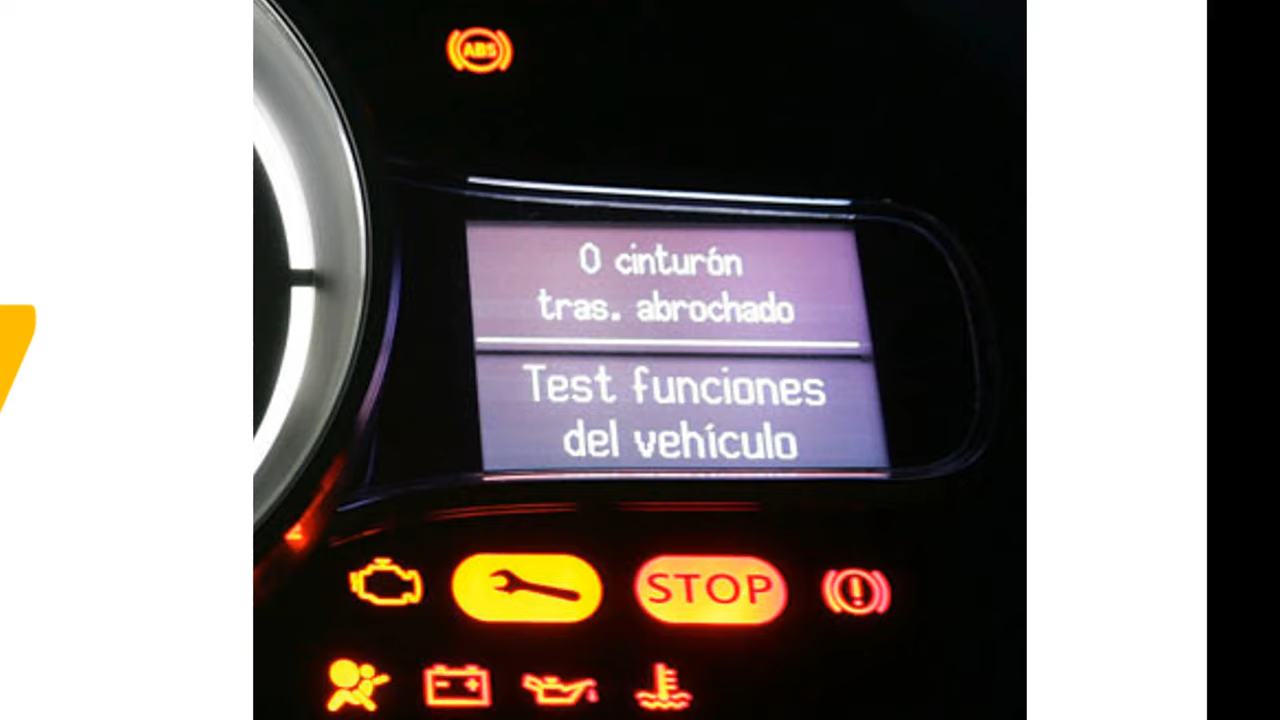 ABS
0 cinturón
tras. abrochado
Test funciones
del vehículo
STOP